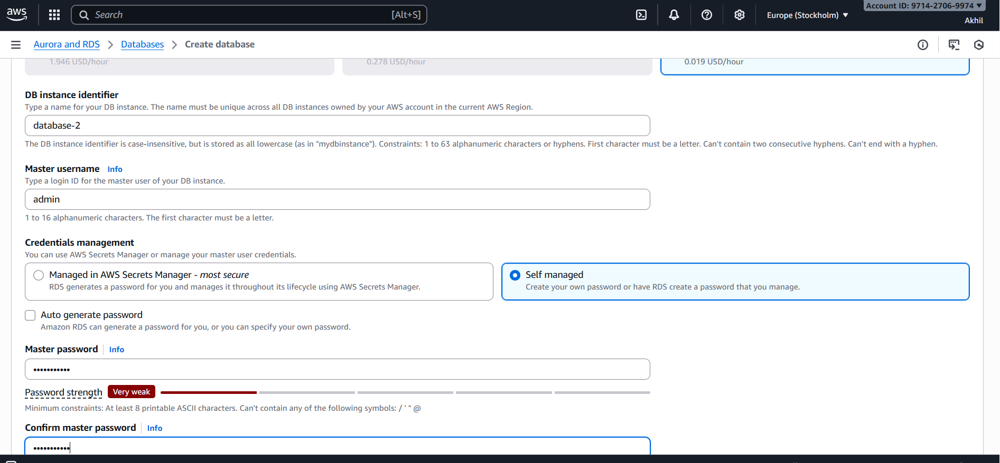 aws
Search
[Alt+S]
Europe (Stockholm)
Account ID: 9714-2706-9974
Akhil
Aurora and RDS
Databases
Create database
1.946 USD/hour
0.278 USD/hour
0.019 USD/hour
DB instance identifier
Type a name for your DB instance. The name must be unique across all DB instances owned by your AWS account in the current AWS Region.
database-2
The DB instance identifier is case-insensitive, but is stored as all lowercase (as in "mydbinstance"). Constraints: 1 to 63 alphanumeric characters or hyphens. First character must be a letter. Can't contain two consecutive hyphens. Can't end with a hyphen.
Master username Info
Type a login ID for the master user of your DB instance.
admin
1 to 16 alphanumeric characters. The first character must be a letter.
Credentials management
You can use AWS Secrets Manager or manage your master user credentials.
Managed in AWS Secrets Manager - most secure
RDS generates a password for you and manages it throughout its lifecycle using AWS Secrets Manager.
Self managed
Create your own password or have RDS create a password that you manage.
Auto generate password
Amazon RDS can generate a password for you, or you can specify your own password.
Master password Info
•••••••••••
Password strength Very weak
Minimum constraints: At least 8 printable ASCII characters. Can't contain any of the following symbols: / ' " @
Confirm master password Info
•••••••••••